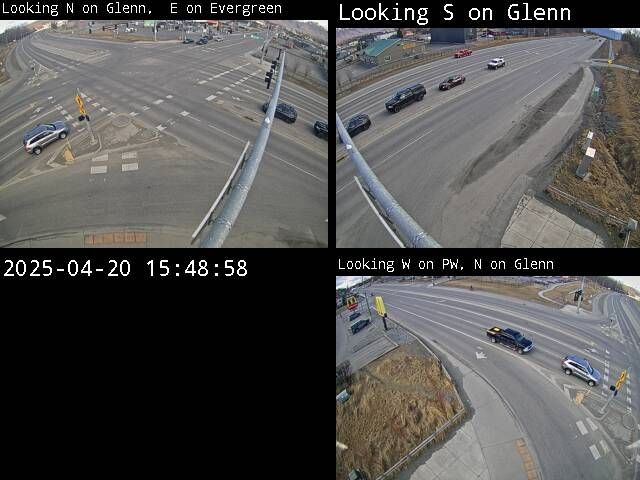 Looking N on Glenn,  E on Evergreen
Looking S on Glenn
2025-04-20 15:48:58
Looking W on PW, N on Glenn